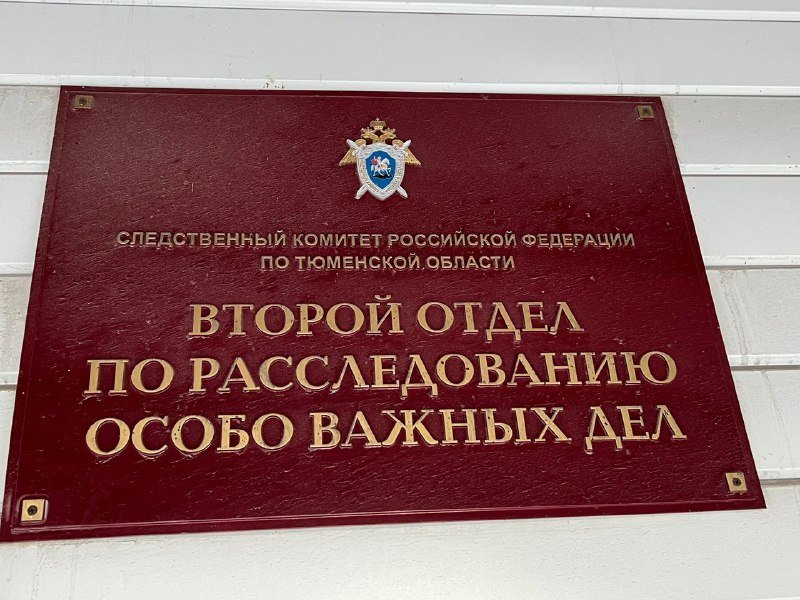 СЛЕДСТВЕННЫЙ КОМИТЕТ РОССИЙСКОЙ ФЕДЕРАЦИИ
ПО ТЮМЕНСКОЙ ОБЛАСТИ
ВТОРОЙ ОТДЕЛ
ПО РАССЛЕДОВАНИЮ
ОСОБО ВАЖНЫХ ДЕЛ